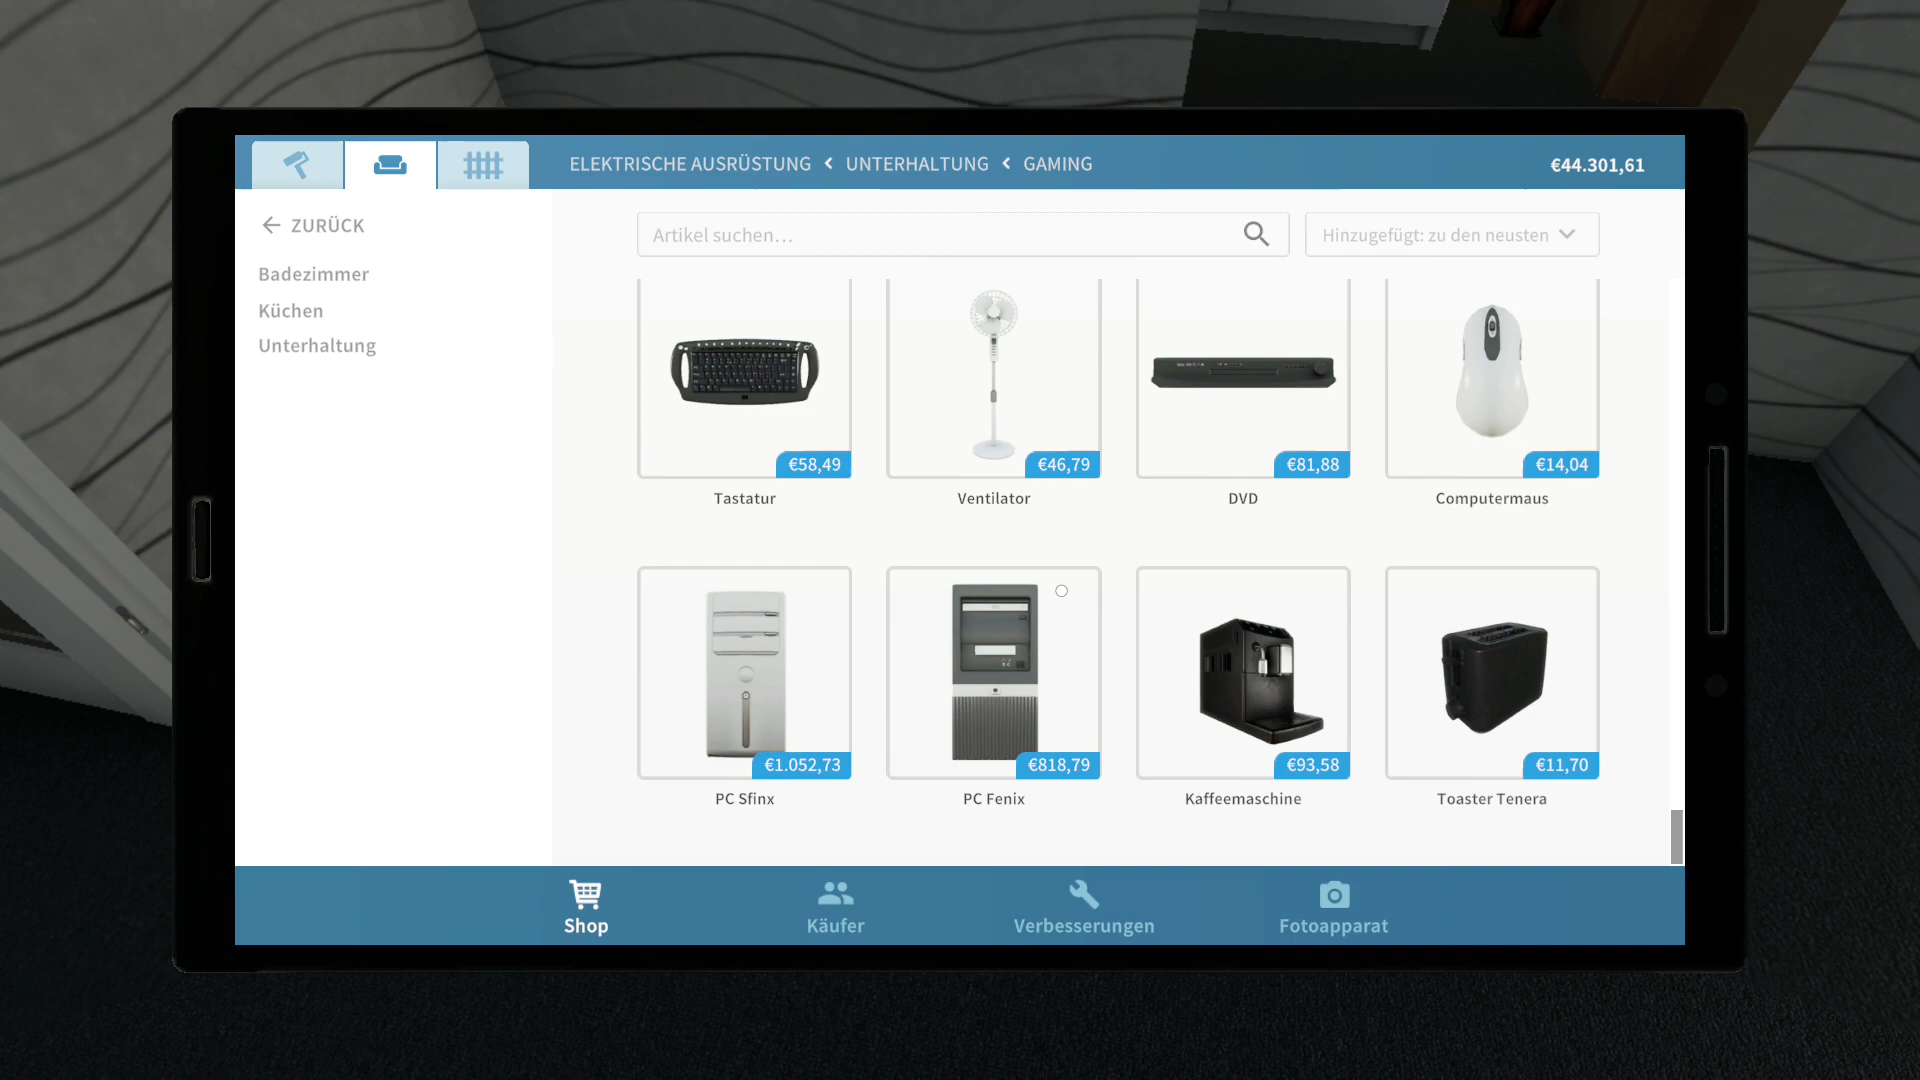 ELEKTRISCHE AUSRÜSTUNG < UNTERHALTUNG < GAMING
€44.301,61
← ZURÜCK
Badezimmer
Küchen
Unterhaltung
Artikel suchen...
Hinzugefügt: zu den neusten
€58,49
€46,79
€81,88
€14,04
Tastatur
Ventilator
DVD
Computermaus
€1.052,73
€818,79
€93,58
€11,70
PC Sfinx
PC Fenix
Kaffeemaschine
Toaster Tenera
Shop
Käufer
Verbesserungen
Fotoapparat